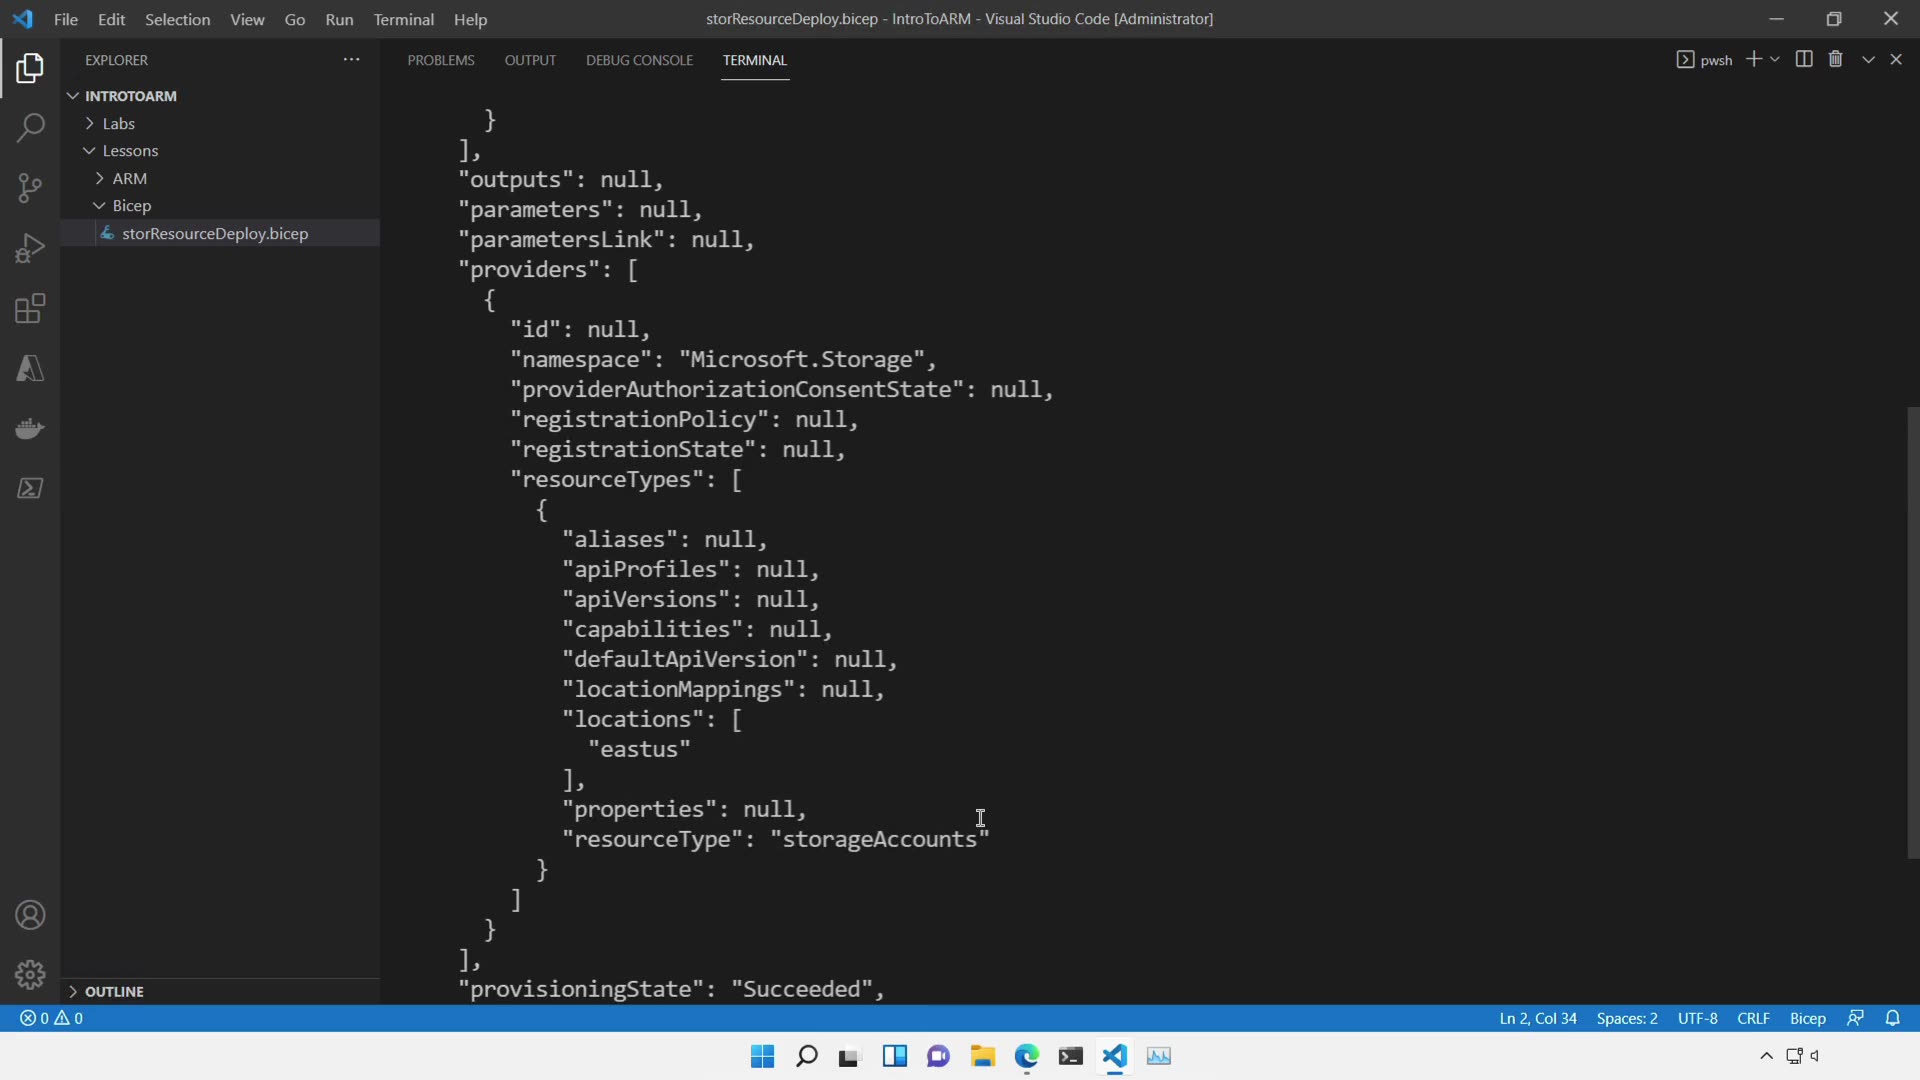 File Edit Selection View Go Run Terminal Help
storResourceDeploy.bicep - IntroToARM - Visual Studio Code [Administrator]
EXPLORER
INTROTOARM
Labs
Lessons
ARM
Bicep
storResourceDeploy.bicep
OUTLINE
PROBLEMS OUTPUT DEBUG CONSOLE TERMINAL
pwsh
}
],
"outputs": null,
"parameters": null,
"parametersLink": null,
"providers": [
{
"id": null,
"namespace": "Microsoft.Storage",
"providerAuthorizationConsentState": null,
"registrationPolicy": null,
"registrationState": null,
"resourceTypes": [
{
"aliases": null,
"apiProfiles": null,
"apiVersions": null,
"capabilities": null,
"defaultApiVersion": null,
"locationMappings": null,
"locations": [
"eastus"
],
"properties": null,
"resourceType": "storageAccounts"
}
]
}
],
"provisioningState": "Succeeded",
0 0
Ln 2, Col 34 Spaces: 2 UTF-8 CRLF Bicep